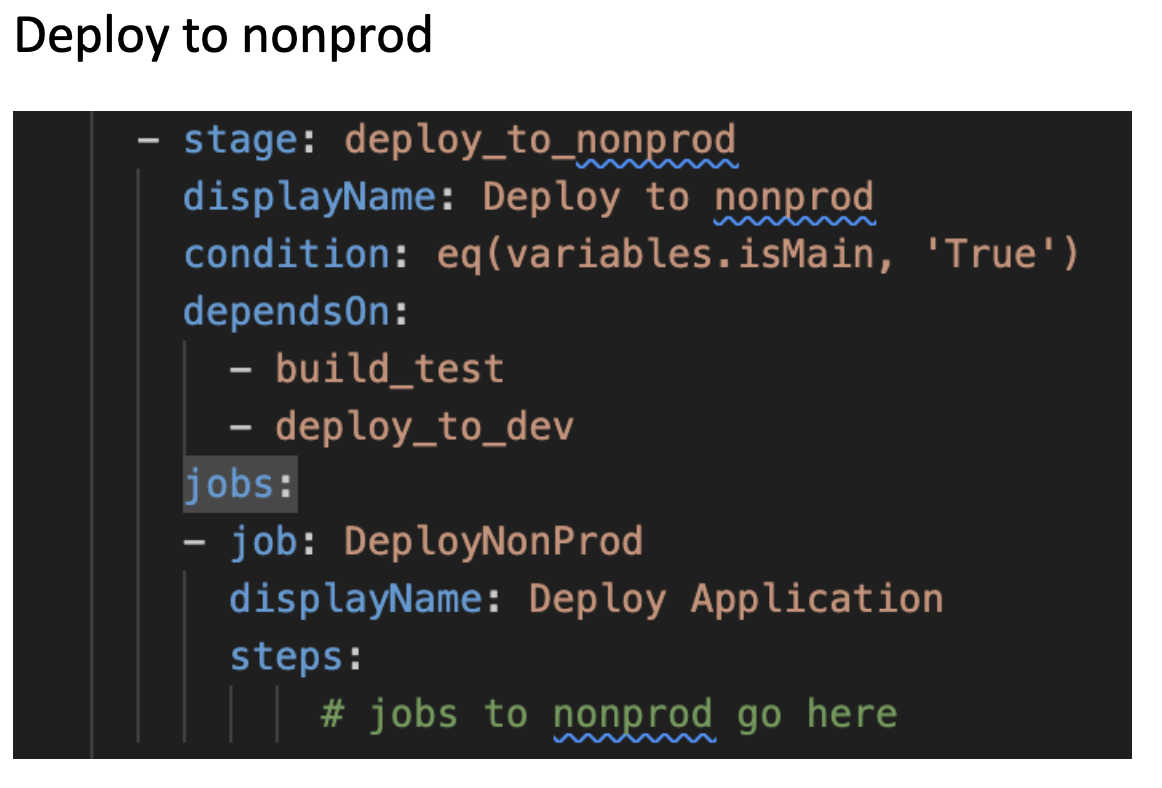 Deploy to nonprod
- stage: deploy_to_nonprod
displayName: Deploy to nonprod
condition: eq(variables.isMain, 'True')
dependsOn:
- build_test
- deploy_to_dev
jobs:
- job: DeployNonProd
displayName: Deploy Application
steps:
# jobs to nonprod go here